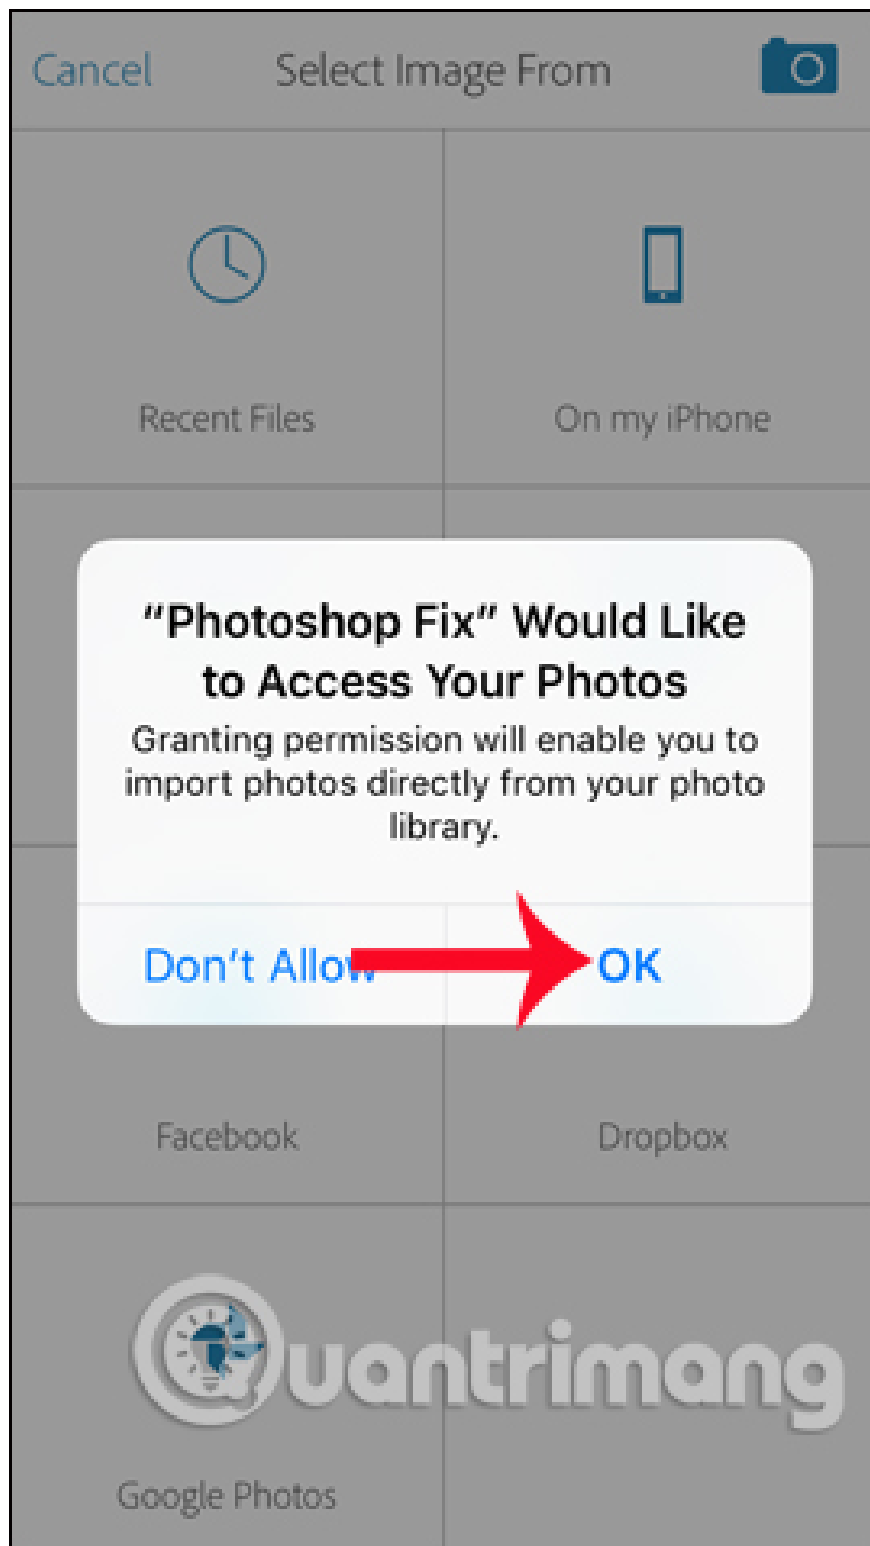 Cancel
Select Image From
Recent Files
On my iPhone
“Photoshop Fix” Would Like
to Access Your Photos
Granting permission will enable you to
import photos directly from your photo
library.
Don't Allow
OK
Facebook
Dropbox
Quantrimang
Google Photos